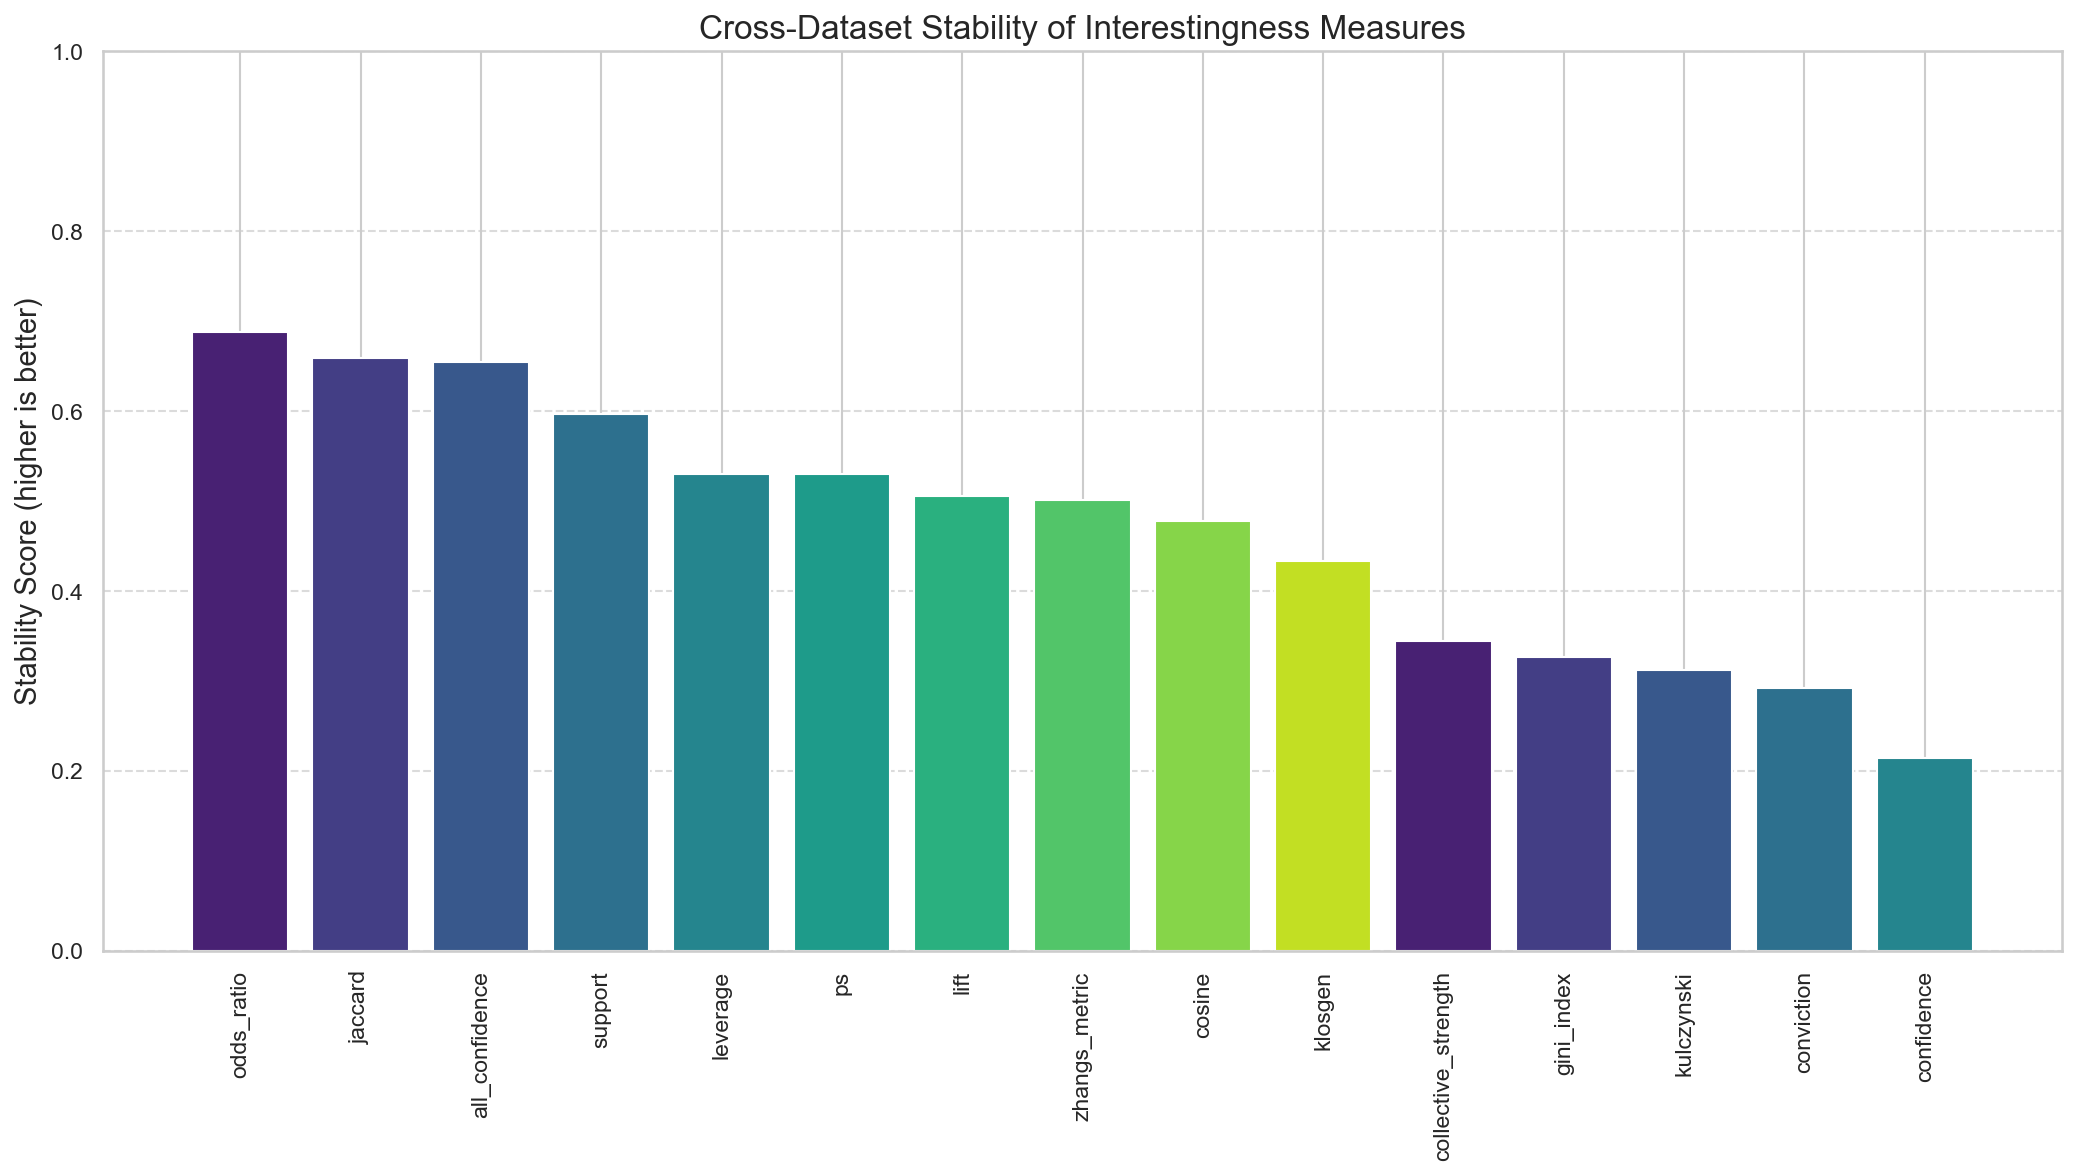 Cross-Dataset Stability of Interestingness Measures
Stability Score (higher is better)
1.0
0.8
0.6
0.4
0.2
0.0
odds_ratio
jaccard
all_confidence
support
leverage
ps
lift
zhangs_metric
cosine
klosgen
collective_strength
gini_index
kulczynski
conviction
confidence